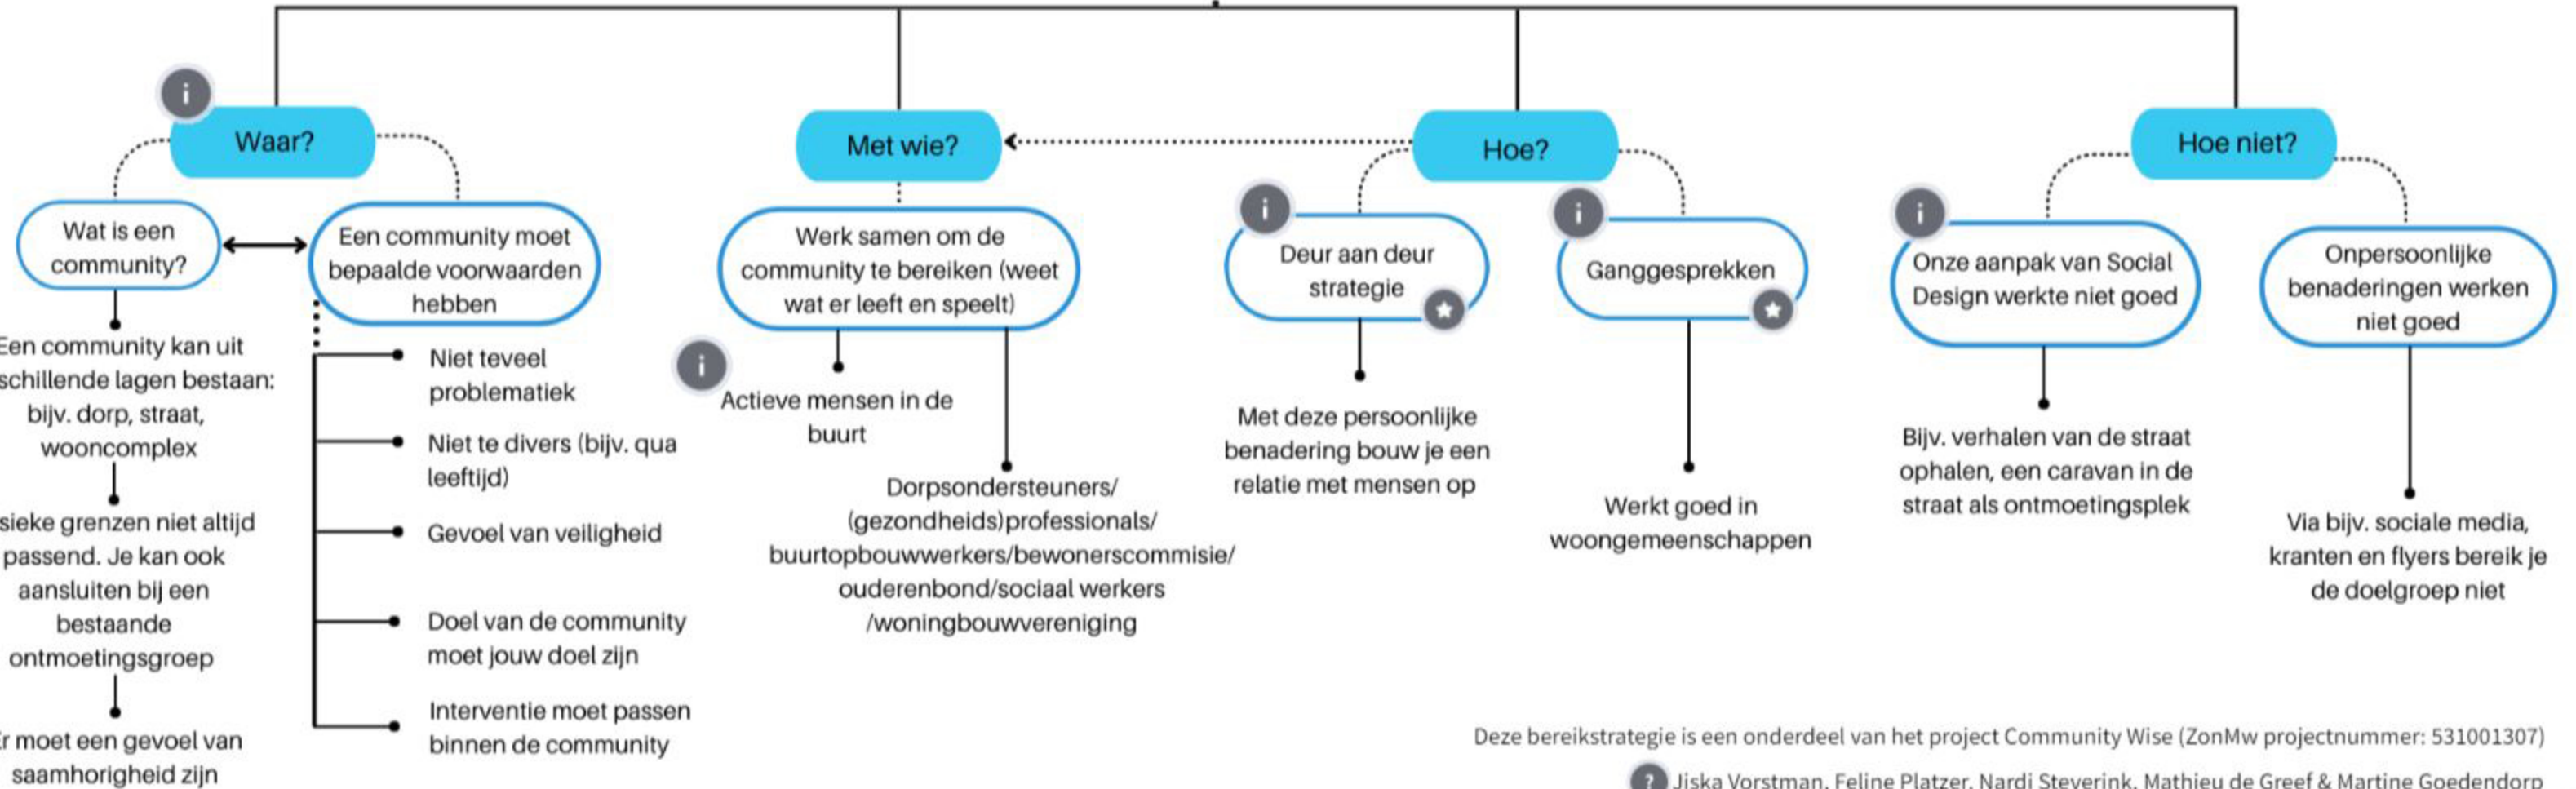 Waar?
Met wie?
Hoe?
Hoe niet?
Wat is een
community?
Een community moet
bepaalde voorwaarden
hebben
Een community kan uit
schillende lagen bestaan:
bijv. dorp, straat,
wooncomplex
sieke grenzen niet altijd
passend. Je kan ook
aansluiten bij een
bestaande
ontmoetingsgroep
r moet een gevoel van
saamhorigheid zijn
Niet teveel
problematiek
Niet te divers (bijv. qua
leeftijd)
Gevoel van veiligheid
Doel van de community
moet jouw doel zijn
Interventie moet passen
binnen de community
Werk samen om de
community te bereiken (weet
wat er leeft en speelt)
Actieve mensen in de
buurt
Dorpsondersteuners/
(gezondheids)professionals/
buurtopbouwwerkers/bewonerscommisie/
ouderenbond/sociaal werkers
/woningbouwvereniging
Deur aan deur
strategie
Met deze persoonlijke
benadering bouw je een
relatie met mensen op
Ganggesprekken
Werkt goed in
woongemeenschappen
Onze aanpak van Social
Design werkte niet goed
Bijv. verhalen van de straat
ophalen, een caravan in de
straat als ontmoetingsplek
Onpersoonlijke
benaderingen werken
niet goed
Via bijv. sociale media,
kranten en flyers bereik je
de doelgroep niet
Deze bereikstrategie is een onderdeel van het project Community Wise (ZonMw projectnummer: 531001307)
Jiska Vorstman, Feline Platzer, Nardi Steverink, Mathieu de Greef & Martine Goedendorp